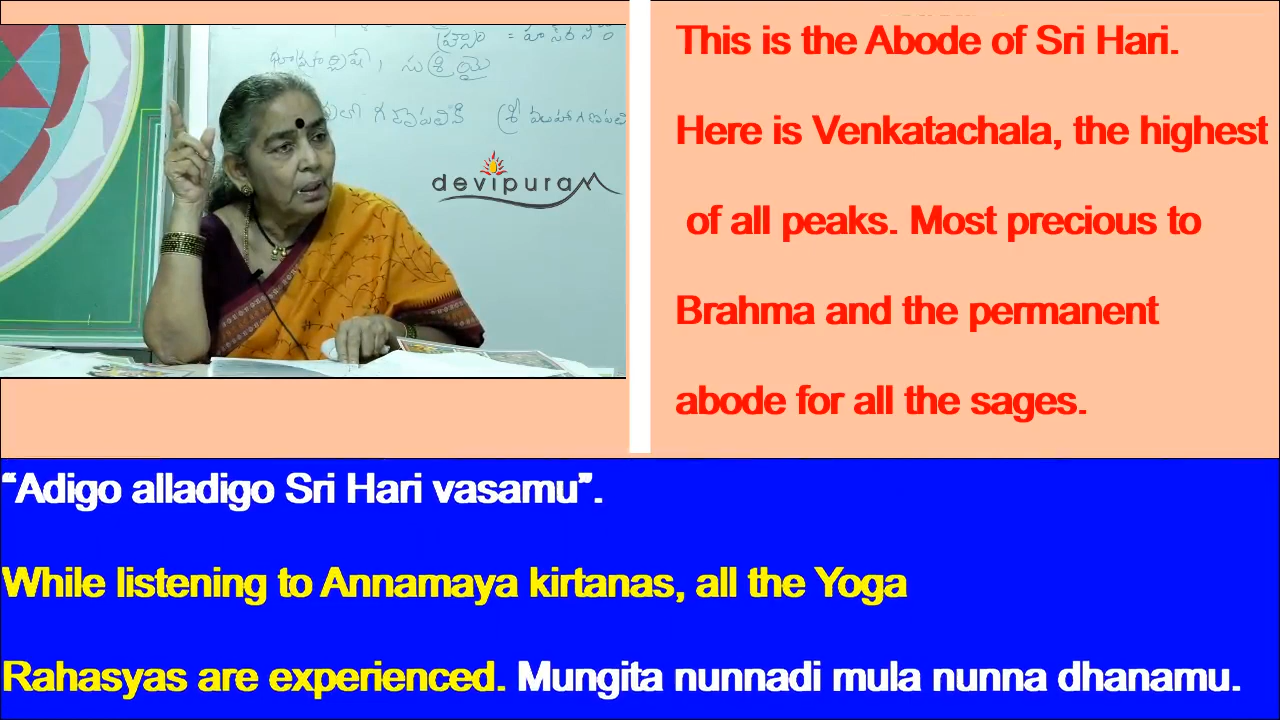 సుశ్రియై
శ్రీ మహాగణపతి
devipuram
This is the Abode of Sri Hari.
Here is Venkatachala, the highest
of all peaks. Most precious to
Brahma and the permanent
abode for all the sages.
“Adigo alladigo Sri Hari vasamu”.
While listening to Annamaya kirtanas, all the Yoga
Rahasyas are experienced. Mungita nunnadi mula nunna dhanamu.